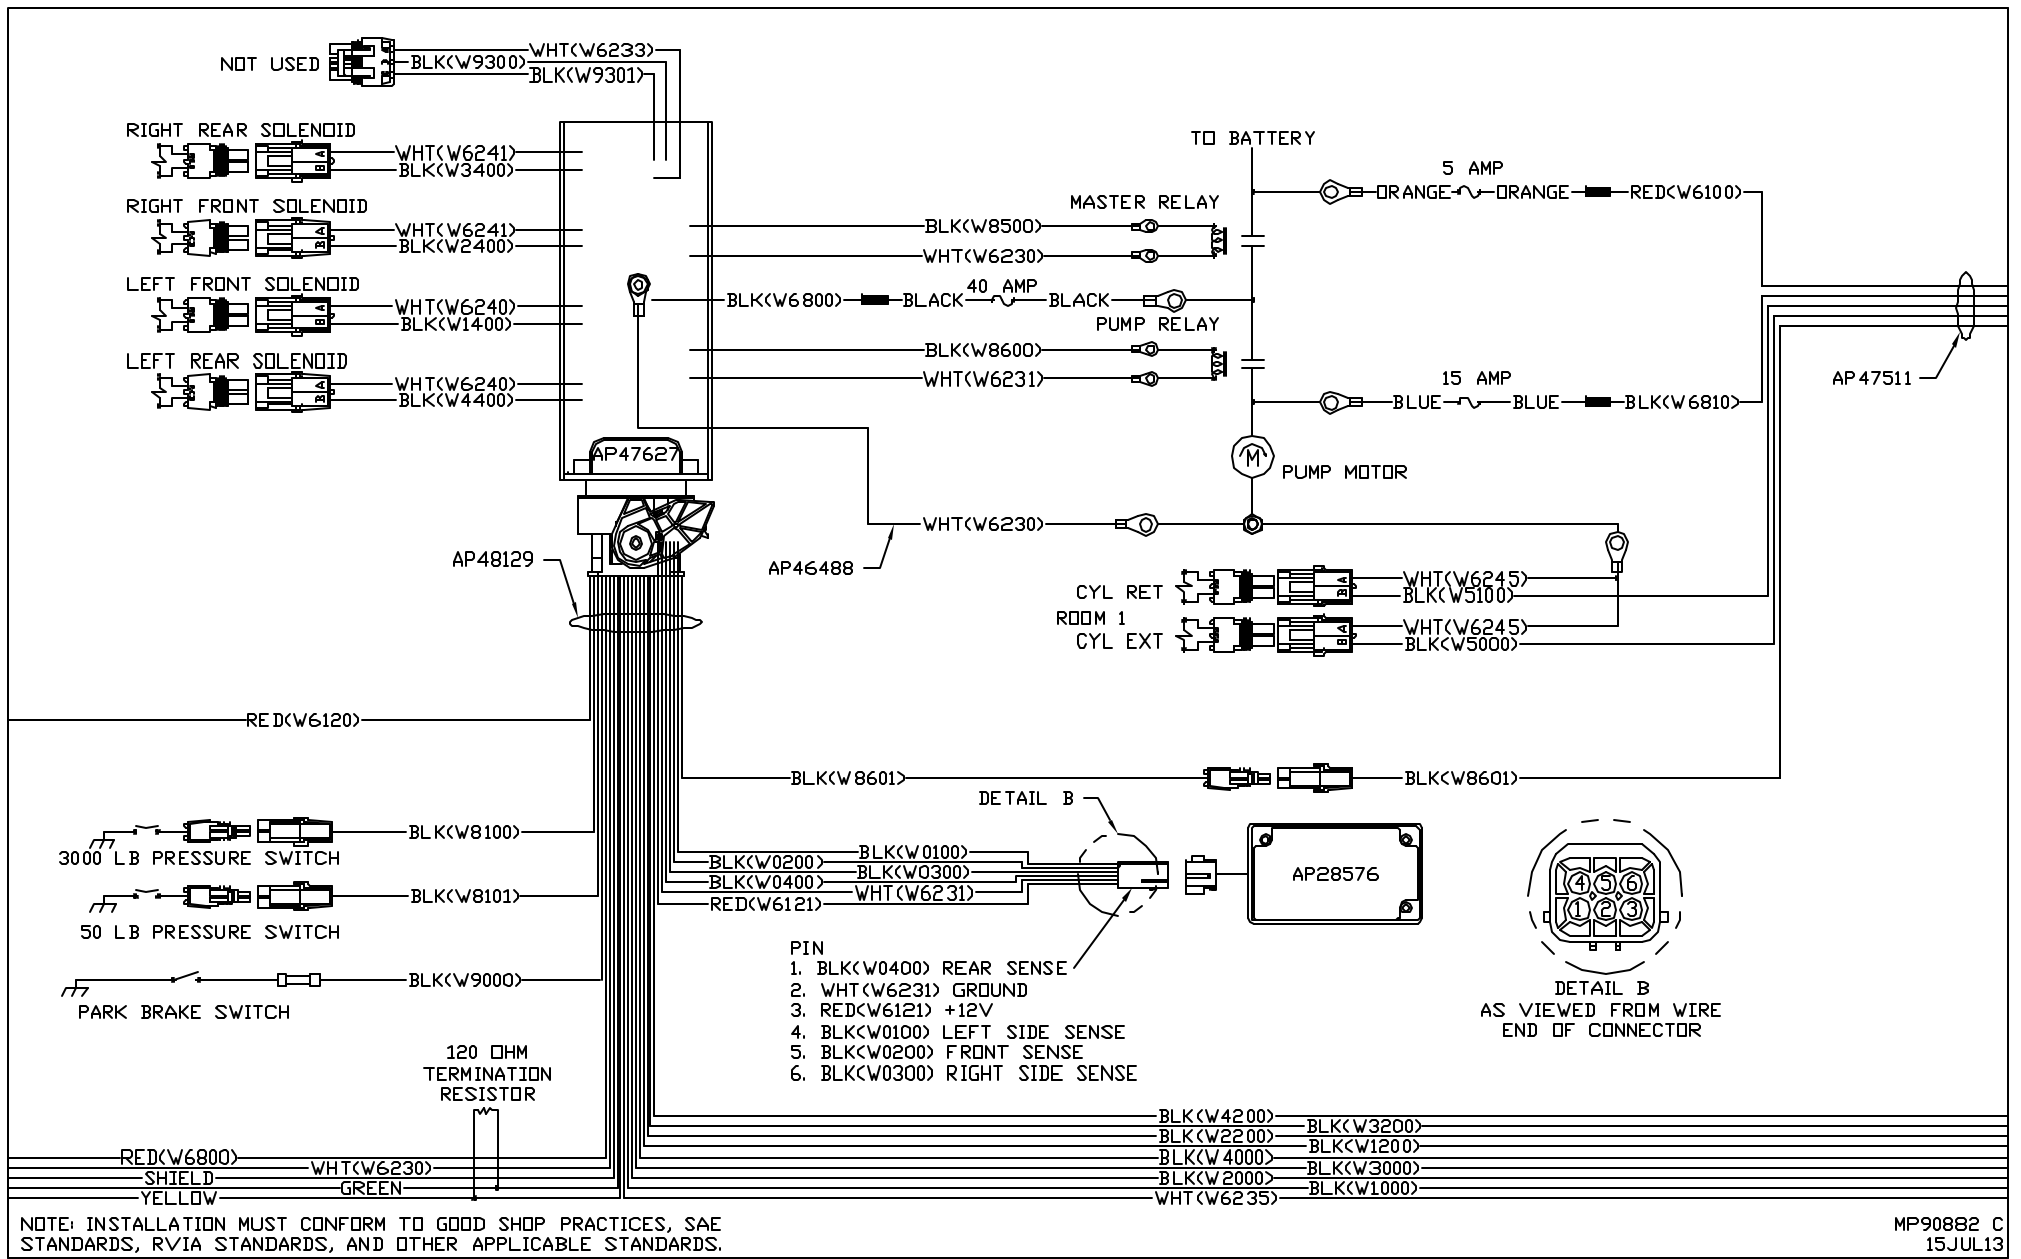 NOT USED
WHT(W6233)
BLK(W9300)
BLK(W9301)
RIGHT REAR SOLENOID
A
B
WHT(W6241)
BLK(W3400)
RIGHT FRONT SOLENOID
A
B
WHT(W6241)
BLK(W2400)
LEFT FRONT SOLENOID
A
B
WHT(W6240)
BLK(W1400)
LEFT REAR SOLENOID
A
B
WHT(W6240)
BLK(W4400)
AP47627
TO BATTERY
5 AMP
ORANGE
ORANGE
RED(W6100)
MASTER RELAY
BLK(W8500)
WHT(W6230)
40 AMP
BLK(W6800)
BLACK
BLACK
PUMP RELAY
BLK(W8600)
WHT(W6231)
15 AMP
BLUE
BLUE
BLK(W6810)
AP47511
M
PUMP MOTOR
WHT(W6230)
AP46488
AP48129
CYL RET
A
B
WHT(W6245)
BLK(W5100)
ROOM 1
CYL EXT
A
B
WHT(W6245)
BLK(W5000)
RED(W6120)
BLK(W8601)
BLK(W8601)
DETAIL B
BLK(W8100)
3000 LB PRESSURE SWITCH
BLK(W8101)
50 LB PRESSURE SWITCH
BLK(W9000)
PARK BRAKE SWITCH
BLK(W0100)
BLK(W0200)
BLK(W0300)
BLK(W0400)
WHT(W6231)
RED(W6121)
AP28576
4 5 6
1 2 3
DETAIL B
AS VIEWED FROM WIRE
END OF CONNECTOR
PIN
1. BLK(W0400) REAR SENSE
2. WHT(W6231) GROUND
3. RED(W6121) +12V
4. BLK(W0100) LEFT SIDE SENSE
5. BLK(W0200) FRONT SENSE
6. BLK(W0300) RIGHT SIDE SENSE
120 OHM
TERMINATION
RESISTOR
RED(W6800)
WHT(W6230)
SHIELD
GREEN
YELLOW
BLK(W4200)
BLK(W3200)
BLK(W2200)
BLK(W1200)
BLK(W4000)
BLK(W3000)
BLK(W2000)
BLK(W1000)
WHT(W6235)
NOTE: INSTALLATION MUST CONFORM TO GOOD SHOP PRACTICES, SAE
STANDARDS, RVIA STANDARDS, AND OTHER APPLICABLE STANDARDS.
MP90882 C
15JUL13